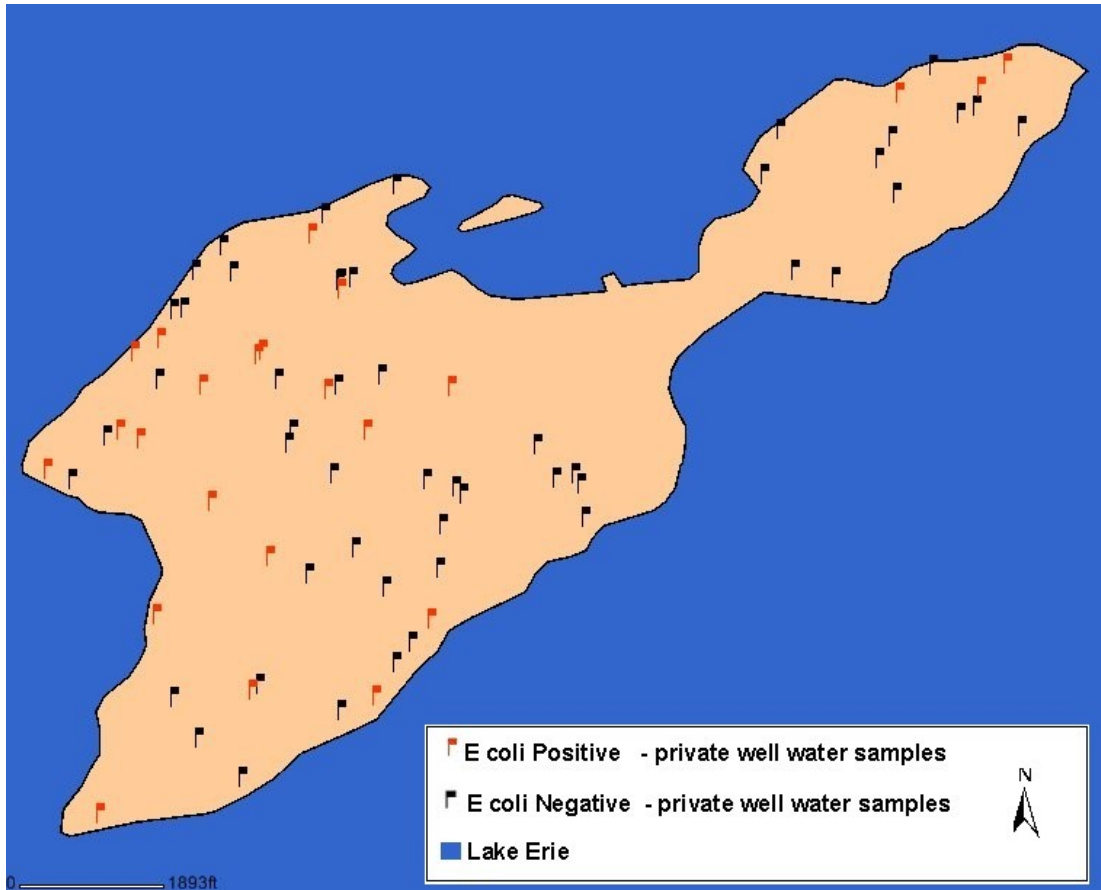 E coli Positive - private well water samples
N
E coli Negative - private well water samples
Lake Erie
0 1893ft